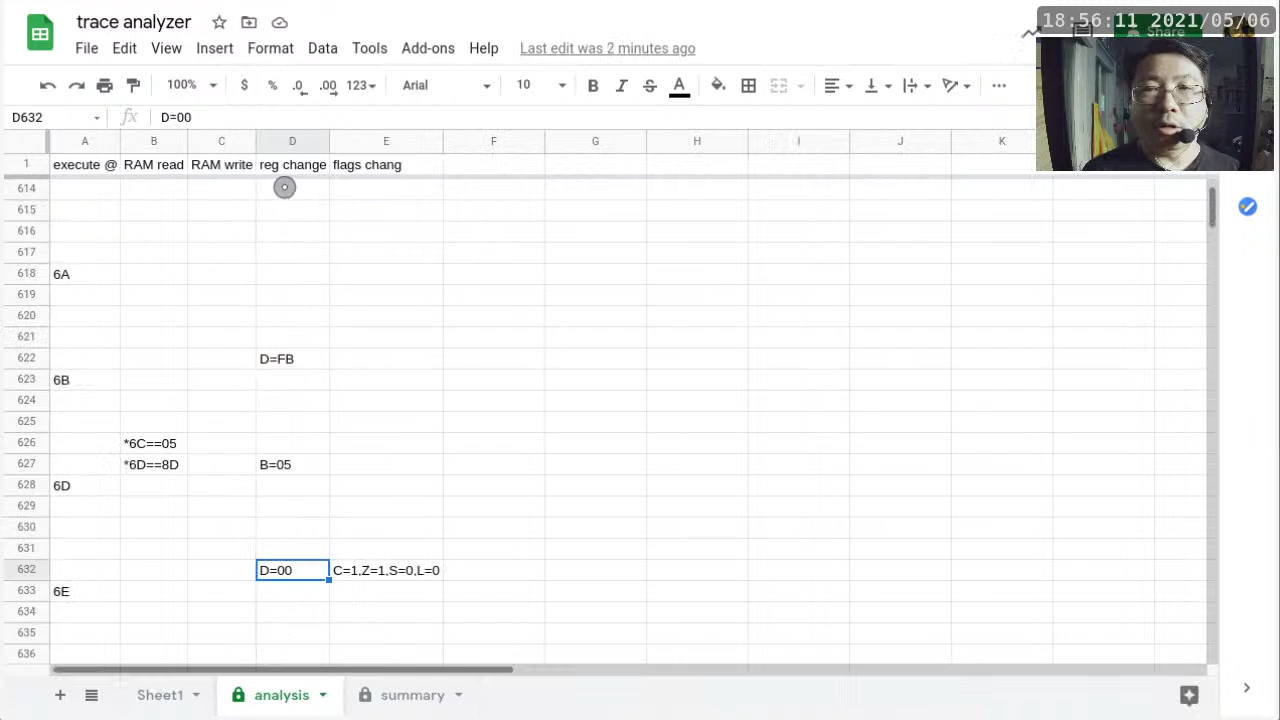 18:56:11 2021/05/06
trace analyzer
Share
File Edit View Insert Format Data Tools Add-ons Help Last edit was 2 minutes ago
100% $ % .0 .00 123 Arial 10 B I S A
D632 fx D=00
A B C D E F G H I J K
1 execute @ RAM read RAM write reg change flags chang
614
615
616
617
618 6A
619
620
621
622 D=FB
623 6B
624
625
626 *6C==05
627 *6D==8D B=05
628 6D
629
630
631
632 D=00 C=1,Z=1,S=0,L=0
633 6E
634
635
636
Sheet1 analysis summary